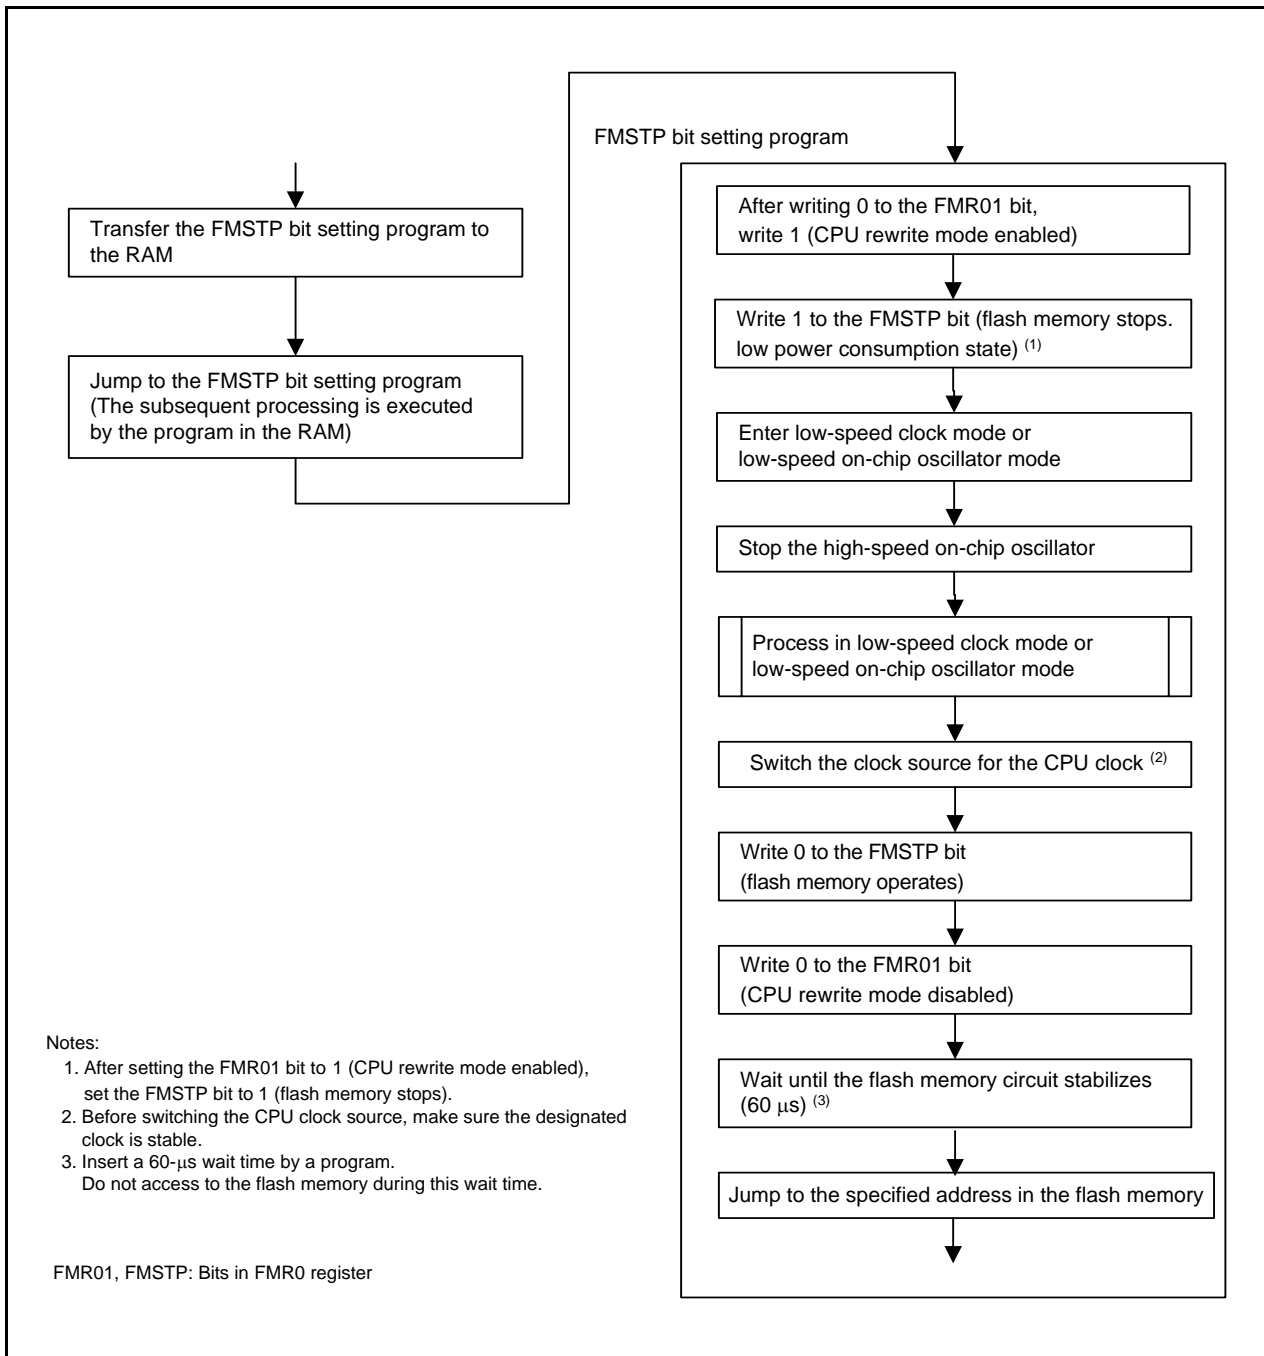 Transfer the FMSTP bit setting program to
the RAM
Jump to the FMSTP bit setting program
(The subsequent processing is executed
by the program in the RAM)
FMSTP bit setting program
After writing 0 to the FMR01 bit,
write 1 (CPU rewrite mode enabled)
Write 1 to the FMSTP bit (flash memory stops.
low power consumption state) (1)
Enter low-speed clock mode or
low-speed on-chip oscillator mode
Stop the high-speed on-chip oscillator
Process in low-speed clock mode or
low-speed on-chip oscillator mode
Switch the clock source for the CPU clock (2)
Write 0 to the FMSTP bit
(flash memory operates)
Write 0 to the FMR01 bit
(CPU rewrite mode disabled)
Wait until the flash memory circuit stabilizes
(60 μs) (3)
Jump to the specified address in the flash memory
Notes:
1. After setting the FMR01 bit to 1 (CPU rewrite mode enabled),
set the FMSTP bit to 1 (flash memory stops).
2. Before switching the CPU clock source, make sure the designated
clock is stable.
3. Insert a 60-μs wait time by a program.
Do not access to the flash memory during this wait time.
FMR01, FMSTP: Bits in FMR0 register